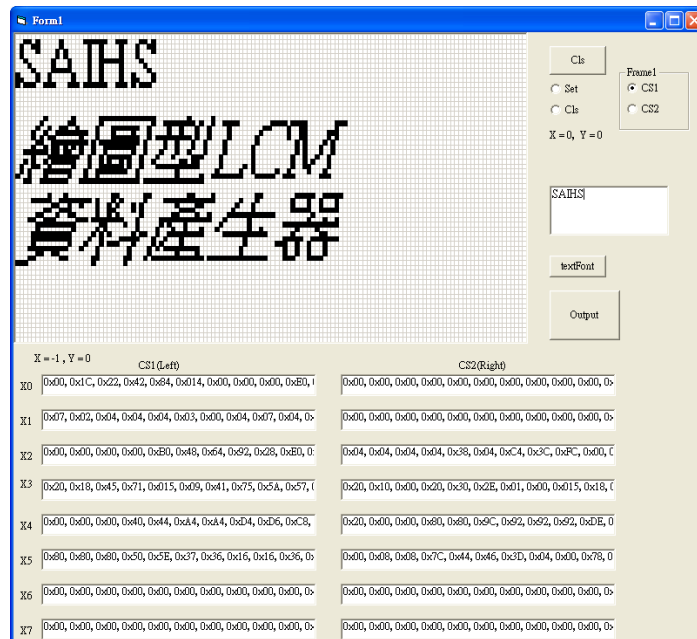 Form1
SAIHS
繪圖型LCM
資料產生器
Cls
Set
Cls
Frame1
CS1
CS2
X = 0, Y = 0
SAIHS
textFont
Output
X = -1 , Y = 0
CS1(Left)
CS2(Right)
X0 0x00, 0x1C, 0x22, 0x42, 0x84, 0x014, 0x00, 0x00, 0x00, 0xE0, 0x00, 0x00, 0x00, 0x00, 0x00, 0x00, 0x00, 0x00, 0x00,
X1 0x07, 0x02, 0x04, 0x04, 0x04, 0x03, 0x00, 0x04, 0x07, 0x04, 0x00, 0x00, 0x00, 0x00, 0x00, 0x00, 0x00, 0x00, 0x00,
X2 0x00, 0x00, 0x00, 0x00, 0xB0, 0x48, 0x64, 0x92, 0x28, 0xE0, 0x04, 0x04, 0x04, 0x04, 0x38, 0x04, 0xC4, 0x3C, 0xFC, 0x00,
X3 0x20, 0x18, 0x45, 0x71, 0x015, 0x09, 0x41, 0x75, 0x5A, 0x57, 0x20, 0x10, 0x00, 0x20, 0x30, 0x2E, 0x01, 0x00, 0x015, 0x18,
X4 0x00, 0x00, 0x00, 0x40, 0x44, 0xA4, 0xA4, 0xD4, 0xD6, 0xC8, 0x20, 0x00, 0x00, 0x80, 0x80, 0x9C, 0x92, 0x92, 0x92, 0xDE,
X5 0x80, 0x80, 0x80, 0x50, 0x5E, 0x37, 0x36, 0x16, 0x16, 0x36, 0x00, 0x08, 0x08, 0x7C, 0x44, 0x46, 0x3D, 0x04, 0x00, 0x78,
X6 0x00, 0x00, 0x00, 0x00, 0x00, 0x00, 0x00, 0x00, 0x00, 0x00, 0x00, 0x00, 0x00, 0x00, 0x00, 0x00, 0x00, 0x00, 0x00,
X7 0x00, 0x00, 0x00, 0x00, 0x00, 0x00, 0x00, 0x00, 0x00, 0x00, 0x00, 0x00, 0x00, 0x00, 0x00, 0x00, 0x00, 0x00, 0x00,